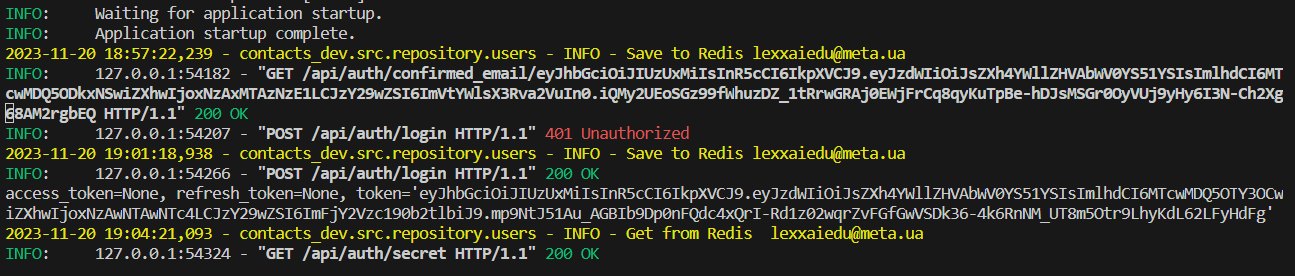 INFO:     Waiting for application startup.
INFO:     Application startup complete.
2023-11-20 18:57:22,239 - contacts_dev.src.repository.users - INFO - Save to Redis lexxaiedu@meta.ua
INFO:     127.0.0.1:54182 - "GET /api/auth/confirmed_email/eyJhbGciOiJIUzUxMiIsInR5cCI6IkpXVCJ9.eyJzdWIiOiJsZXh4YWllZHVAbWV0YS51YSIsImlhdCI6MT
cwMDQ5ODkxNSwiZXhwIjoxNzAxMTAzNzE1LCJzY29wZSI6ImVtYWlsX3Rva2VuIn0.iQMy2UEoSGz99fWhuzDZ_1tRrwGRAj0EWjFrCq8qyKuTpBe-hDJsMSGr0OyVUj9yHy6I3N-Ch2Xg
68AM2rgbEQ HTTP/1.1" 200 OK
INFO:     127.0.0.1:54207 - "POST /api/auth/login HTTP/1.1" 401 Unauthorized
2023-11-20 19:01:18,938 - contacts_dev.src.repository.users - INFO - Save to Redis lexxaiedu@meta.ua
INFO:     127.0.0.1:54266 - "POST /api/auth/login HTTP/1.1" 200 OK
access_token=None, refresh_token=None, token='eyJhbGciOiJIUzUxMiIsInR5cCI6IkpXVCJ9.eyJzdWIiOiJsZXh4YWllZHVAbWV0YS51YSIsImlhdCI6MTcwMDQ5OTY3OCw
iZXhwIjoxNzAwNTAwNTc4LCJzY29wZSI6ImFjY2Vzc190b2tlbiJ9.mp9NtJ51Au_AGBIb9Dp0nFQdc4xQrI-Rd1z02wqrZvFGfGwVSDk36-4k6RnNM_UT8m5Otr9LhyKdL62LFyHdFg'
2023-11-20 19:04:21,093 - contacts_dev.src.repository.users - INFO - Get from Redis  lexxaiedu@meta.ua
INFO:     127.0.0.1:54324 - "GET /api/auth/secret HTTP/1.1" 200 OK